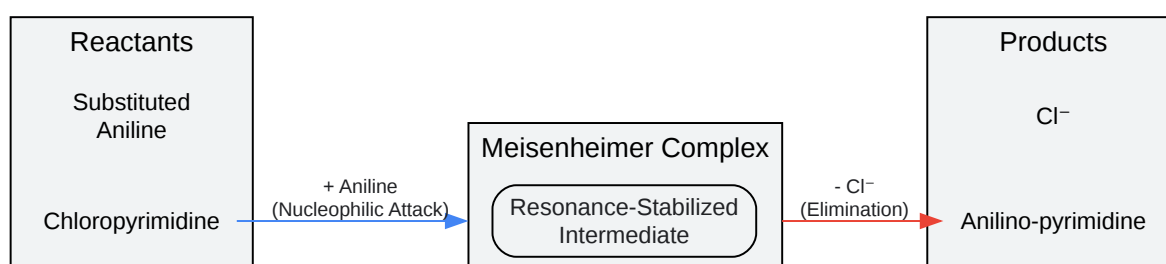 Reactants
Substituted
Aniline
Chloropyrimidine
+ Aniline
(Nucleophilic Attack)
Meisenheimer Complex
Resonance-Stabilized
Intermediate
- Cl⁻
(Elimination)
Products
Cl⁻
Anilino-pyrimidine